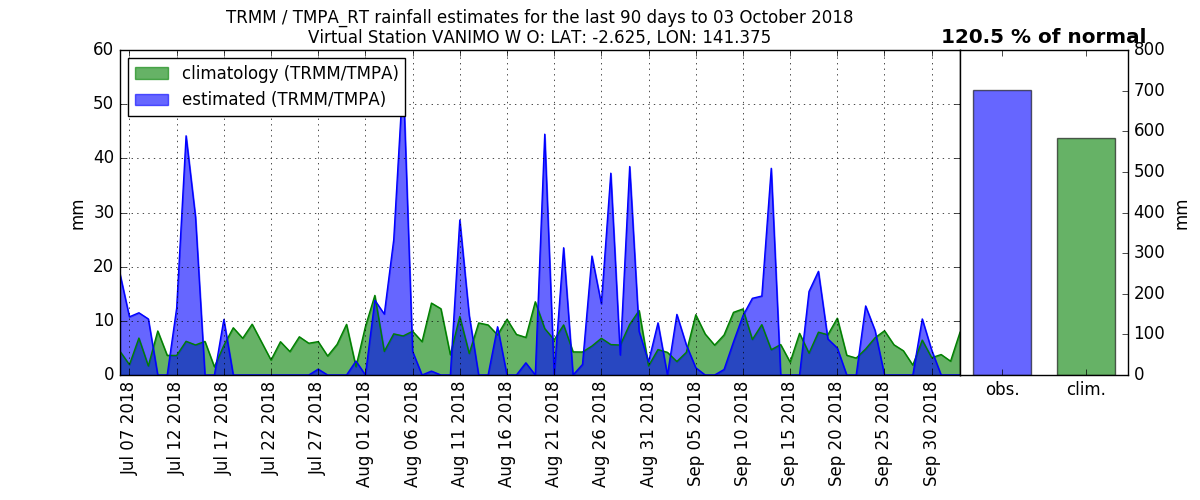 TRMM / TMPA_RT rainfall estimates for the last 90 days to 03 October 2018
Virtual Station VANIMO W O: LAT: -2.625, LON: 141.375
120.5 % of normal
climatology (TRMM/TMPA)
estimated (TRMM/TMPA)
60
50
40
30
20
10
0
mm
Jul 07 2018
Jul 12 2018
Jul 17 2018
Jul 22 2018
Jul 27 2018
Aug 01 2018
Aug 06 2018
Aug 11 2018
Aug 16 2018
Aug 21 2018
Aug 26 2018
Aug 31 2018
Sep 05 2018
Sep 10 2018
Sep 15 2018
Sep 20 2018
Sep 25 2018
Sep 30 2018
obs.
clim.
800
700
600
500
400
300
200
100
0
mm